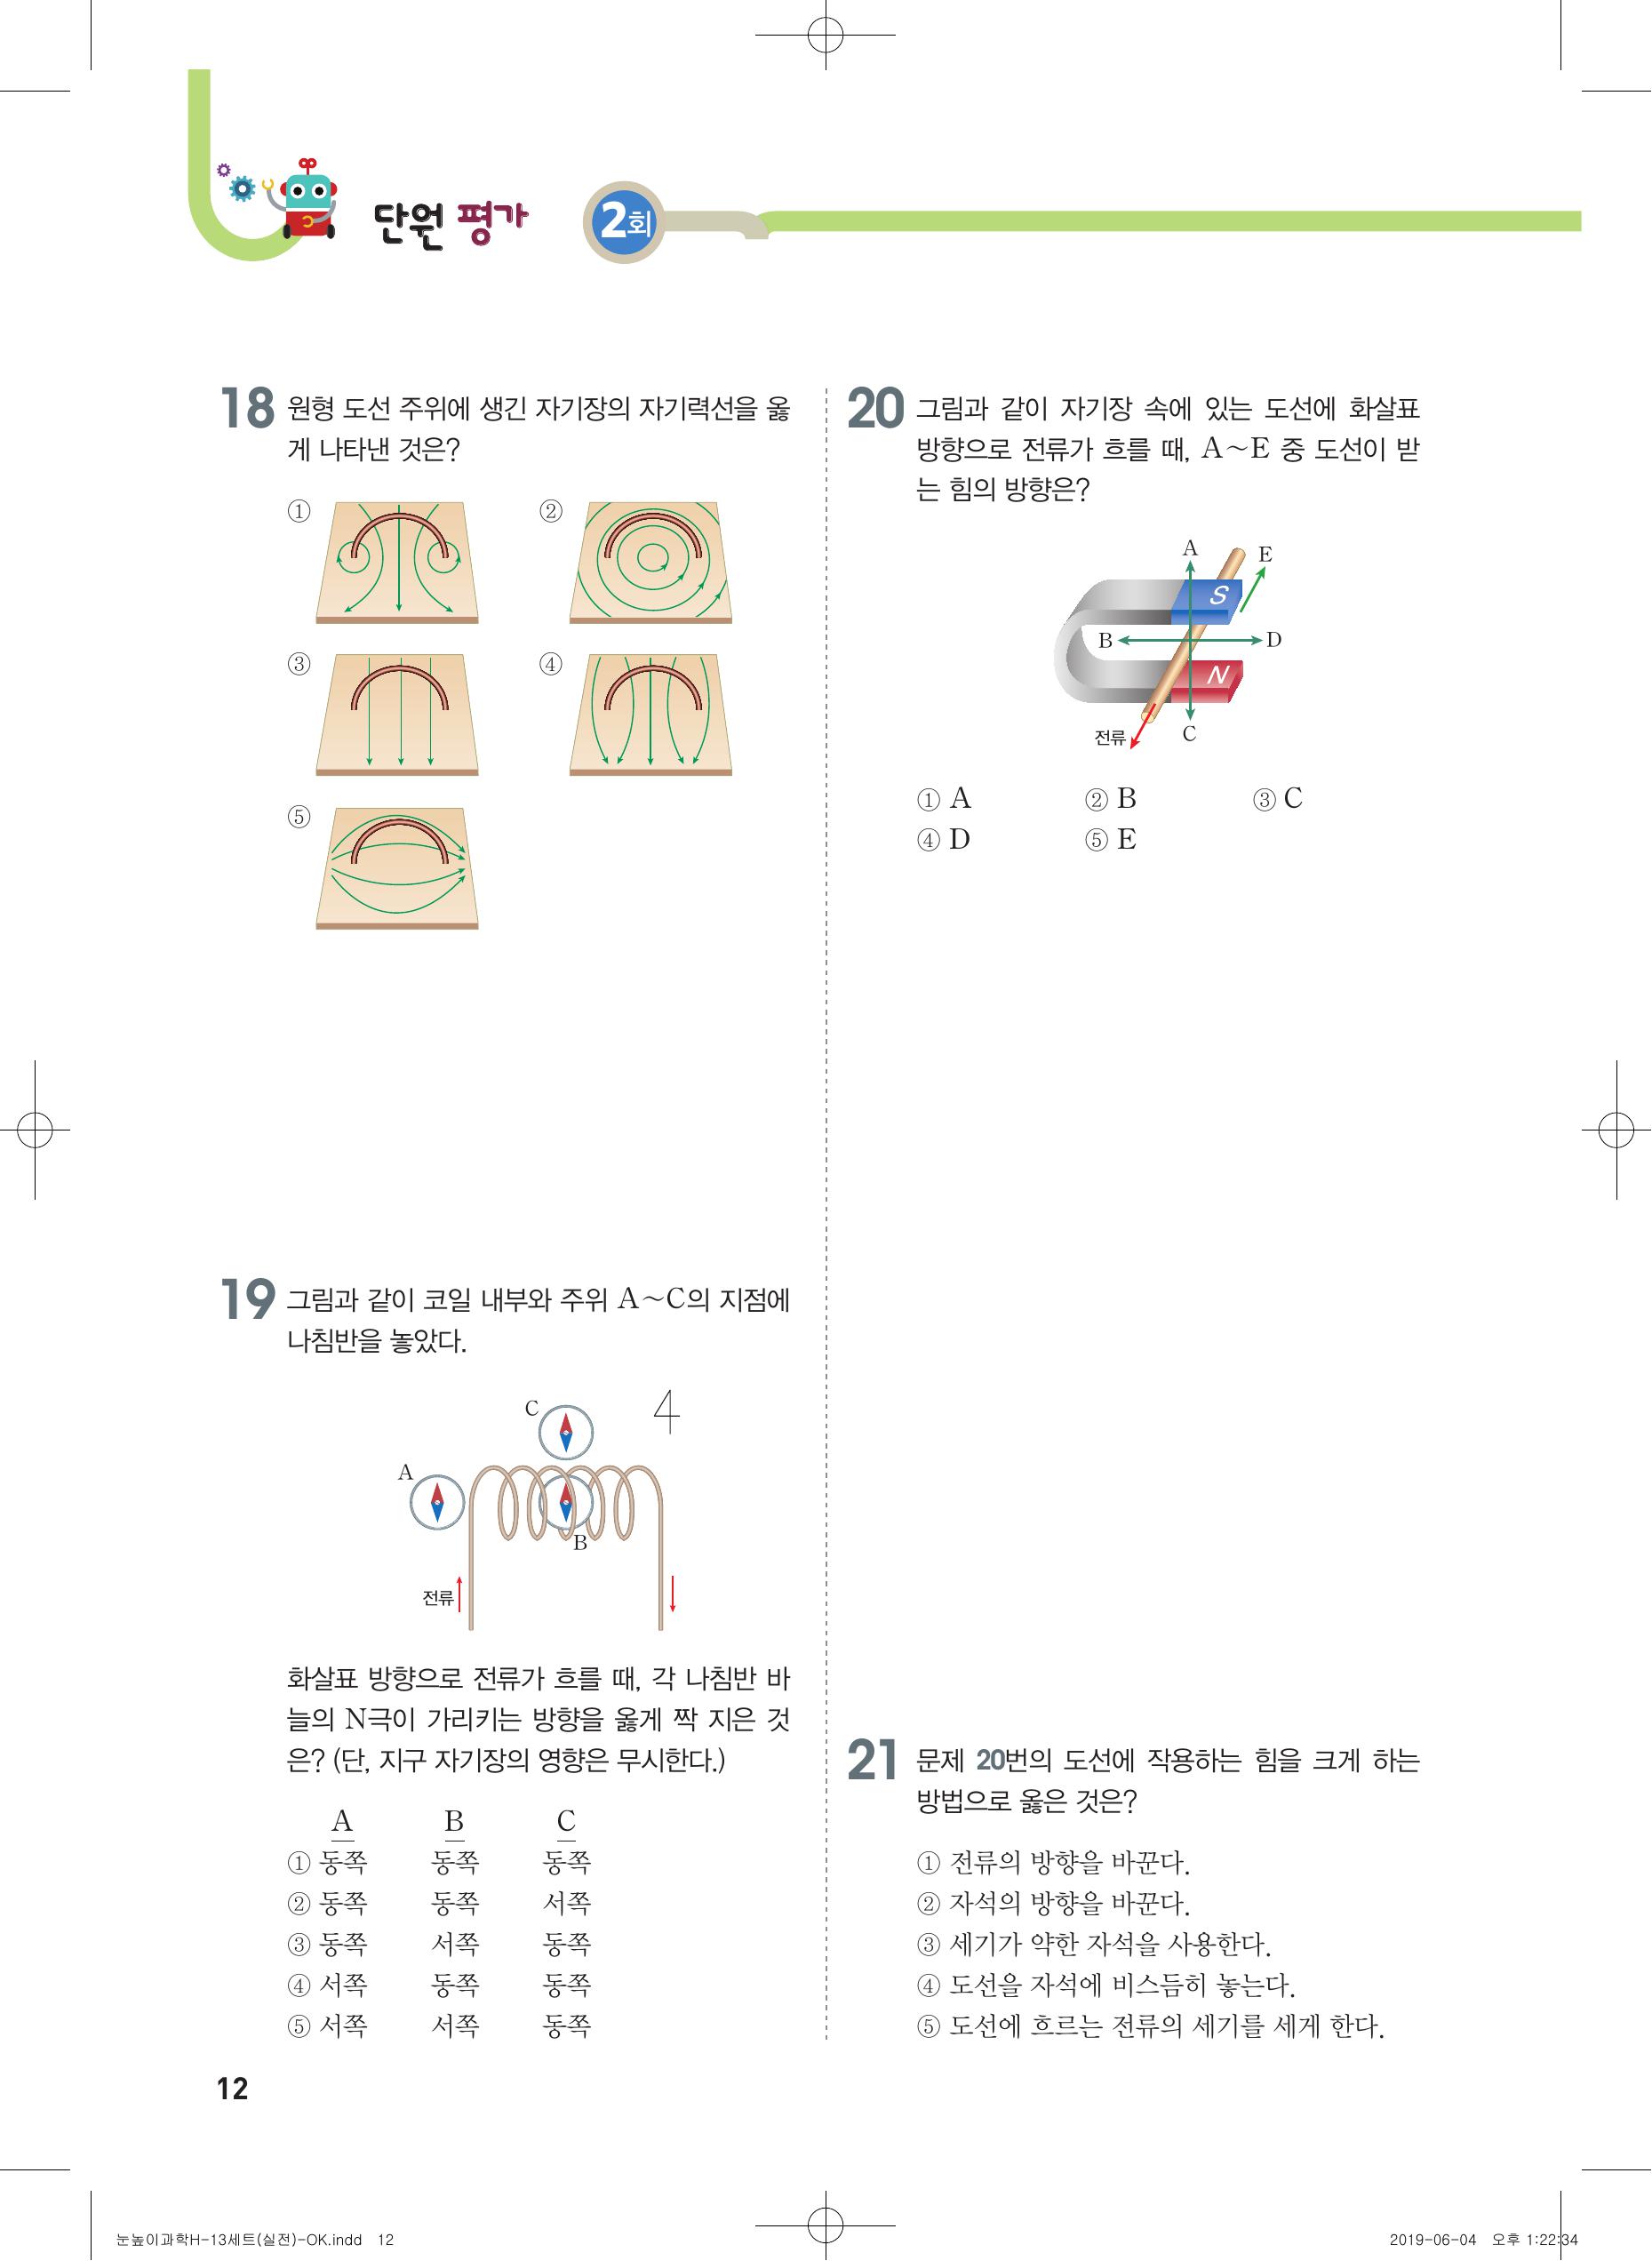 단원 평가 2회
18 원형 도선 주위에 생긴 자기장의 자기력선을 옳
게 나타낸 것은?
① ②
③ ④
⑤
19 그림과 같이 코일 내부와 주위 A~C의 지점에
나침반을 놓았다.
C
4
A
B
전류
화살표 방향으로 전류가 흐를 때, 각 나침반 바
늘의 N극이 가리키는 방향을 옳게 짝 지은 것
은? (단, 지구 자기장의 영향은 무시한다.)
A B C
① 동쪽 동쪽 동쪽
② 동쪽 동쪽 서쪽
③ 동쪽 서쪽 동쪽
④ 서쪽 동쪽 동쪽
⑤ 서쪽 서쪽 동쪽
20 그림과 같이 자기장 속에 있는 도선에 화살표
방향으로 전류가 흐를 때, A~E 중 도선이 받
는 힘의 방향은?
A E
S
B D
N
전류 C
① A ② B ③ C
④ D ⑤ E
21 문제 20번의 도선에 작용하는 힘을 크게 하는
방법으로 옳은 것은?
① 전류의 방향을 바꾼다.
② 자석의 방향을 바꾼다.
③ 세기가 약한 자석을 사용한다.
④ 도선을 자석에 비스듬히 놓는다.
⑤ 도선에 흐르는 전류의 세기를 세게 한다.
12
눈높이과학H-13세트(실전)-OK.indd 12
2019-06-04 오후 1:22:34